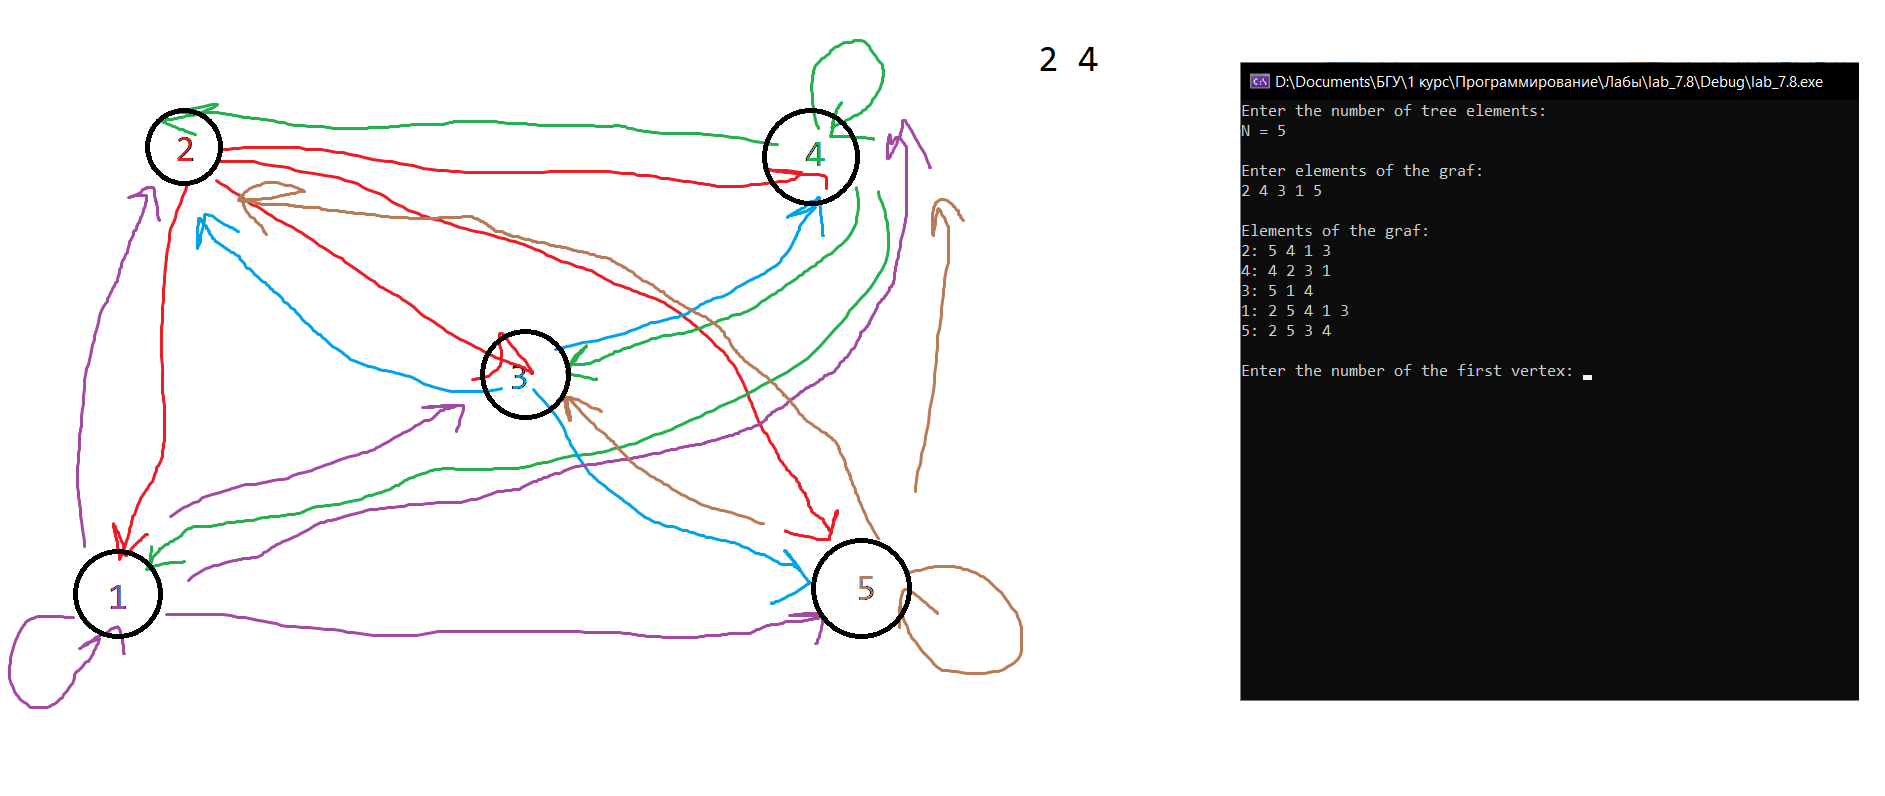 2 4
2
4
3
1
5
D:\Documents\БГУ\1 курс\Программирование\Лабы\lab_7.8\Debug\lab_7.8.exe
Enter the number of tree elements:
N = 5
Enter elements of the graf:
2 4 3 1 5
Elements of the graf:
2: 5 4 1 3
4: 4 2 3 1
3: 5 1 4
1: 2 5 4 1 3
5: 2 5 3 4
Enter the number of the first vertex: